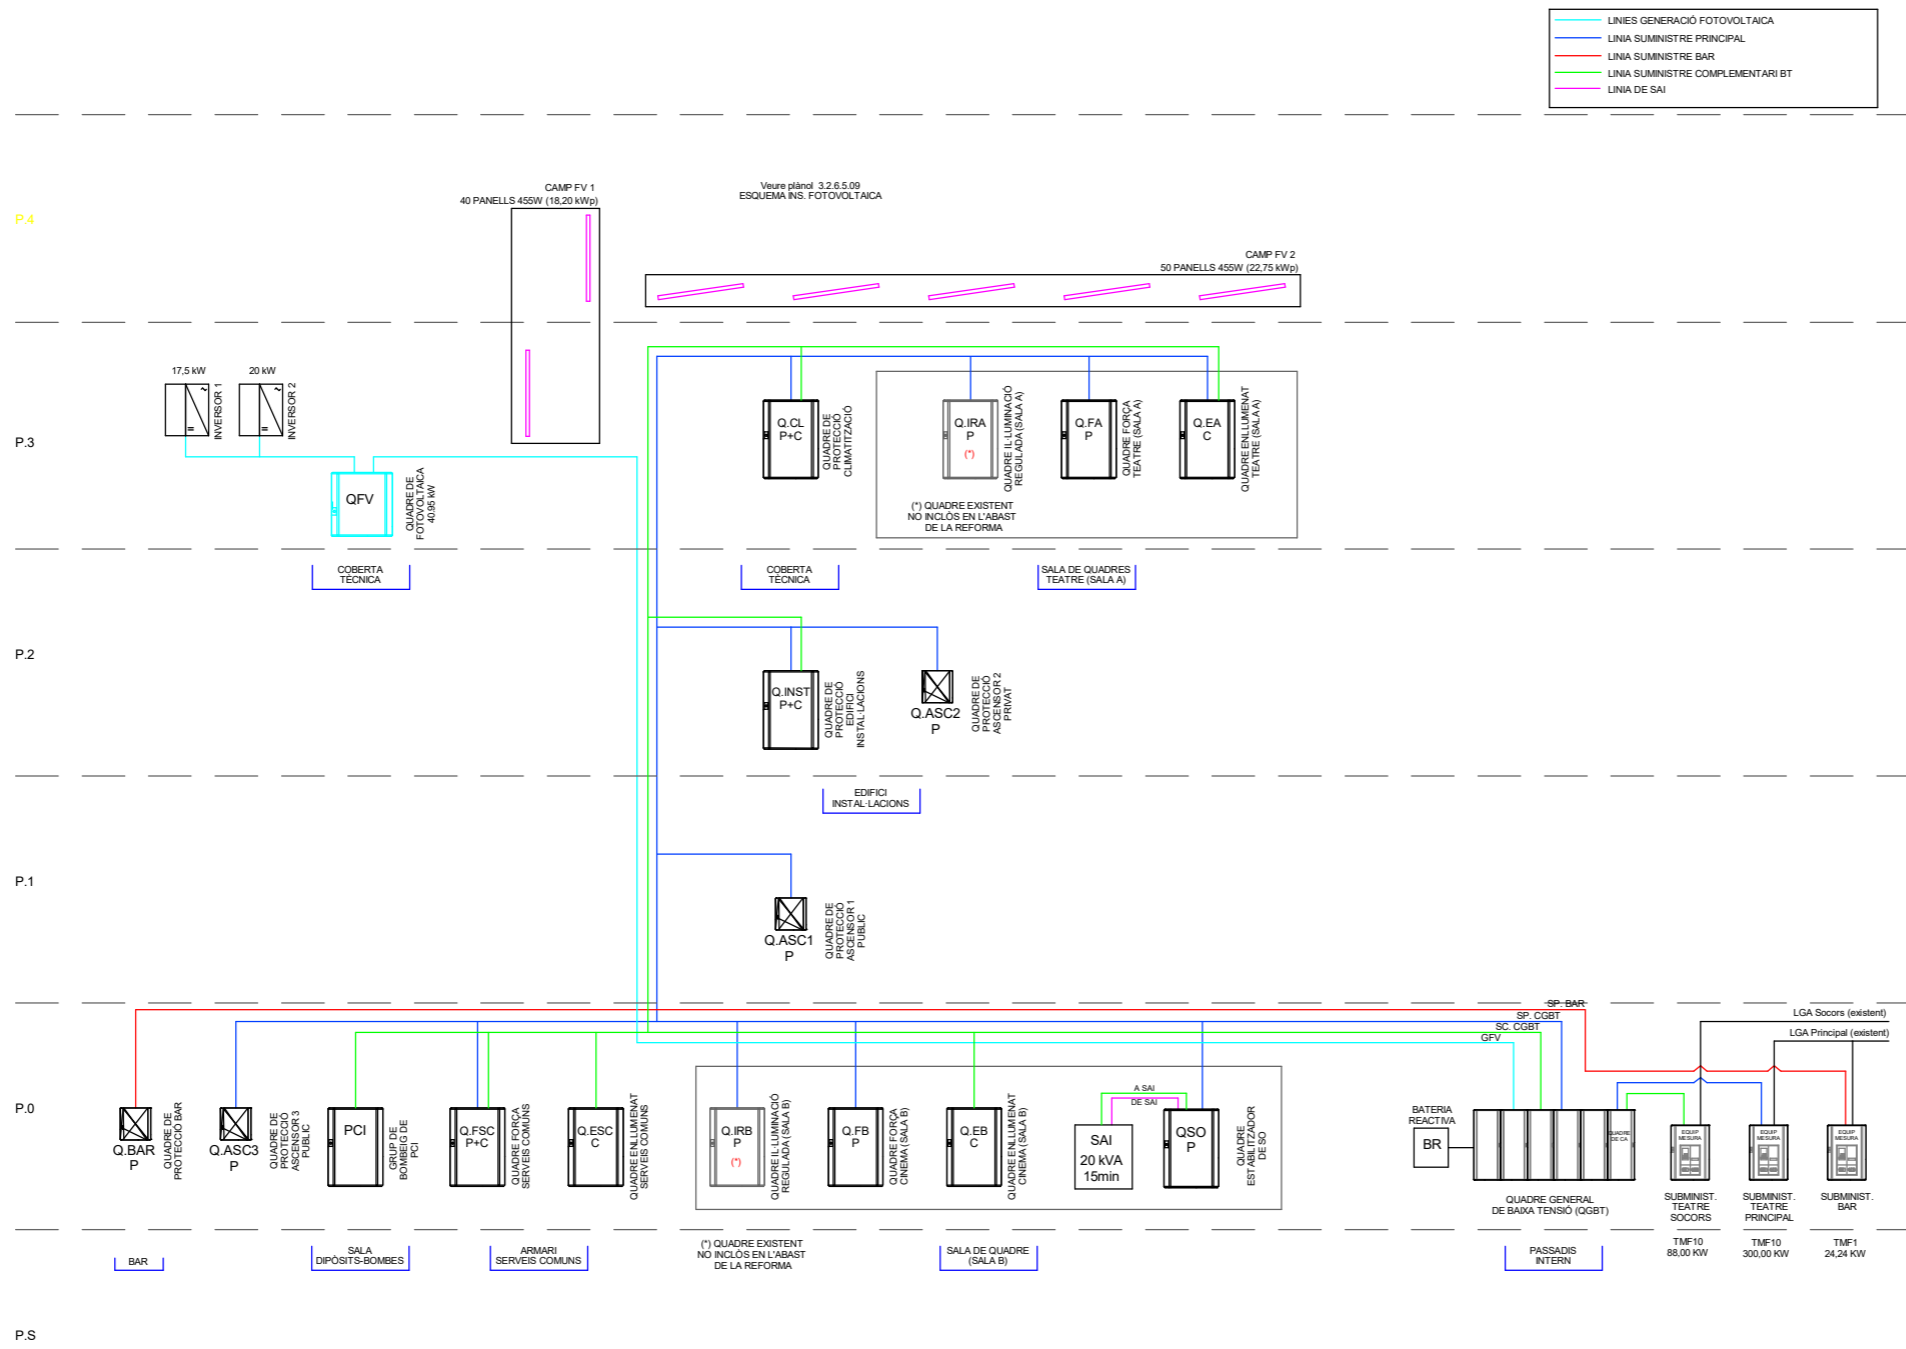 LINIES GENERACIÓ FOTOVOLTAICA
LINIA SUMINISTRE PRINCIPAL
LINIA SUMINISTRE BAR
LINIA SUMINISTRE COMPLEMENTARI BT
LINIA DE SAI
P.4
CAMP FV 1
40 PANELLS 455W (18,20 kWp)
Veure plànol 3.2.6.5.09
ESQUEMA INS. FOTOVOLTAICA
CAMP FV 2
50 PANELLS 455W (22,75 kWp)
P.3
17,5 kW
INVERSOR 1
20 kW
INVERSOR 2
QFV
QUADRE DE
FOTOVOLTAICA
40.95 kW
Q.CL
P+C
QUADRE DE
PROTECCIÓ
CLIMATITZACIÓ
Q.IRA
P
(*)
QUADRE IL·LUMINACIÓ
REGULADA (SALA A)
Q.FA
P
QUADRE FORÇA
TEATRE (SALA A)
Q.EA
C
QUADRE ENLLUMENAT
TEATRE (SALA A)
(*) QUADRE EXISTENT
NO INCLÒS EN L'ABAST
DE LA REFORMA
COBERTA
TÈCNICA
COBERTA
TÈCNICA
SALA DE QUADRES
TEATRE (SALA A)
P.2
Q.INST
P+C
QUADRE DE
PROTECCIÓ
EDIFICI
INSTAL·LACIONS
Q.ASC2
P
QUADRE DE
PROTECCIÓ
ASCENSOR 2
PRIVAT
EDIFICI
INSTAL·LACIONS
P.1
Q.ASC1
P
QUADRE DE
PROTECCIÓ
ASCENSOR 1
PUBLIC
SP. BAR
SP. CGBT
SC. CGBT
GFV
LGA Socors (existent)
LGA Principal (existent)
P.0
Q.BAR
P
QUADRE DE
PROTECCIÓ BAR
Q.ASC3
P
QUADRE DE
PROTECCIÓ
ASCENSOR 3
PUBLIC
PCI
GRUP DE
BOMBEIG DE
PCI
Q.FSC
P+C
QUADRE FORÇA
SERVEIS COMUNS
Q.ESC
C
QUADRE ENLLUMENAT
SERVEIS COMUNS
Q.IRB
P
(*)
QUADRE IL·LUMINACIÓ
REGULADA (SALA B)
Q.FB
P
QUADRE FORÇA
CINEMA (SALA B)
Q.EB
C
QUADRE ENLLUMENAT
CINEMA (SALA B)
A SAI
DE SAI
SAI
20 kVA
15min
QSO
P
QUADRE
ESTABILITZADOR
DE SO
BATERIA
REACTIVA
BR
QUADRE
DE CA
QUADRE GENERAL
DE BAIXA TENSIÓ (QGBT)
EQUIP
MESURA
SUBMINIST.
TEATRE
SOCORS
EQUIP
MESURA
SUBMINIST.
TEATRE
PRINCIPAL
EQUIP
MESURA
SUBMINIST.
BAR
TMF10
88,00 KW
TMF10
300,00 KW
TMF1
24,24 KW
BAR
SALA
DIPÒSITS-BOMBES
ARMARI
SERVEIS COMUNS
(*) QUADRE EXISTENT
NO INCLÒS EN L'ABAST
DE LA REFORMA
SALA DE QUADRE
(SALA B)
PASSADIS
INTERN
P.S